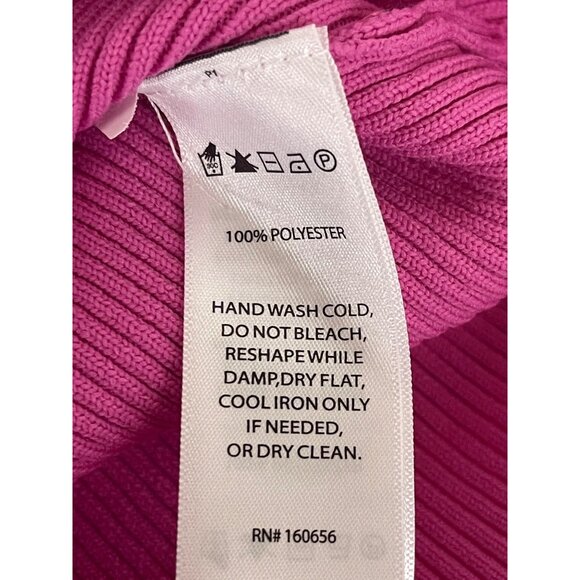 P
100% POLYESTER
HAND WASH COLD,
DO NOT BLEACH,
RESHAPE WHILE
DAMP,DRY FLAT,
COOL IRON ONLY
IF NEEDED,
OR DRY CLEAN.
RN# 160656